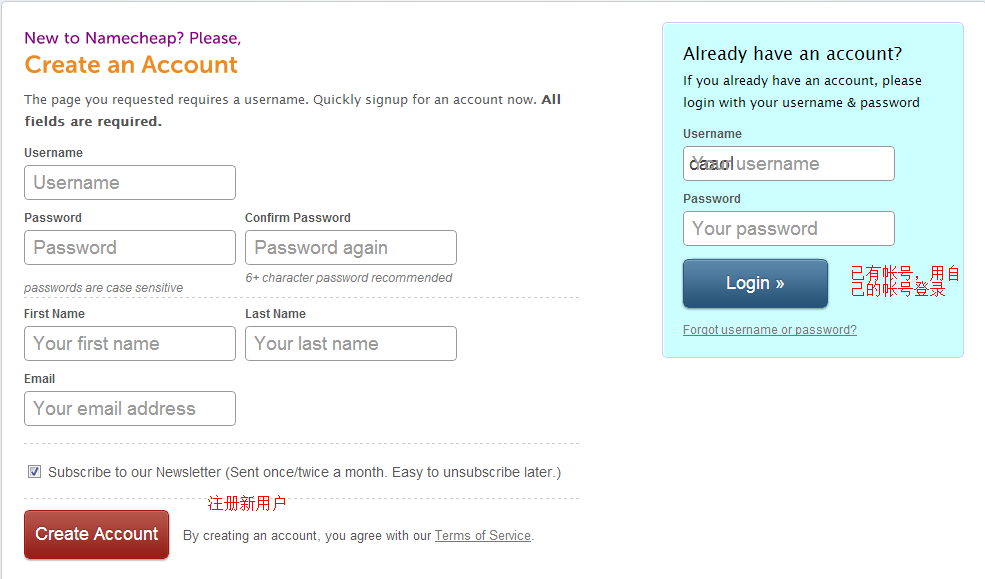 New to Namecheap? Please,
Create an Account
The page you requested requires a username. Quickly signup for an account now. All
fields are required.
Username
Username
Password
Confirm Password
Password
Password again
passwords are case sensitive
6+ character password recommended
First Name
Last Name
Your first name
Your last name
Email
Your email address
Subscribe to our Newsletter (Sent once/twice a month. Easy to unsubscribe later.)
注册新用户
Create Account
By creating an account, you agree with our Terms of Service.
Already have an account?
If you already have an account, please
login with your username & password
Username
Your username
Password
Your password
Login »
已有帐号，用自
己的帐号登录
Forgot username or password?